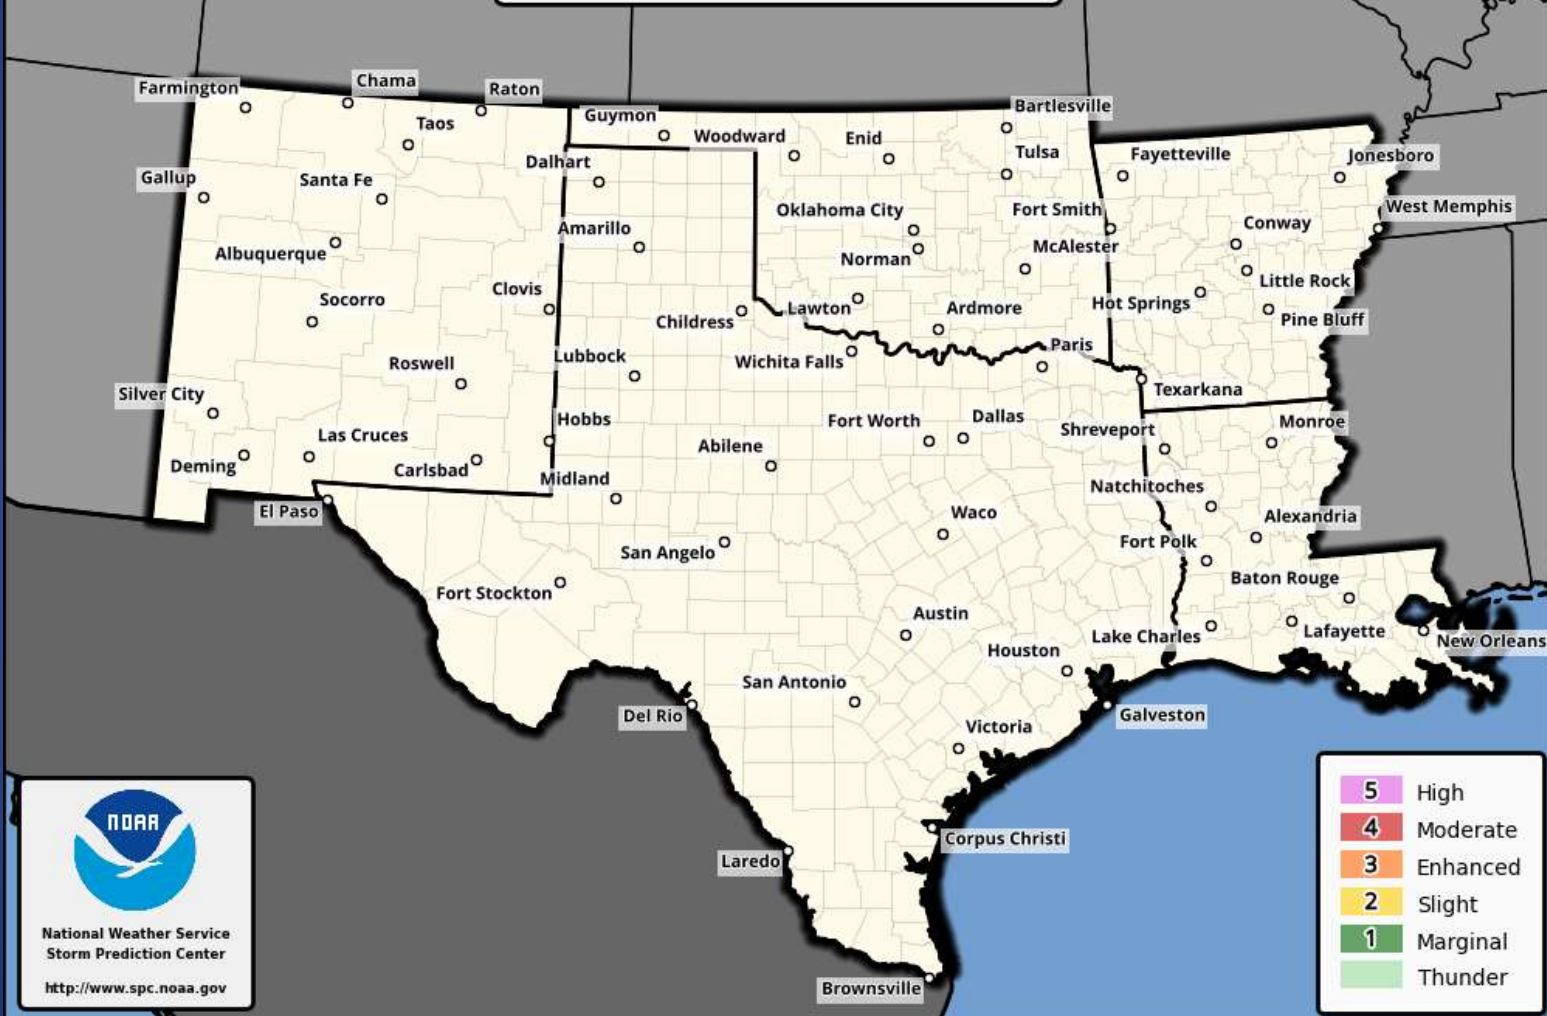 Farmington
Chama
Raton
Taos
Guymon
Woodward
Enid
Bartlesville
Tulsa
Dalhart
Fayetteville
Jonesboro
Gallup
Santa Fe
Oklahoma City
Fort Smith
West Memphis
Amarillo
Conway
Albuquerque
Norman
McAlester
Little Rock
Socorro
Clovis
Childress
Lawton
Ardmore
Hot Springs
Pine Bluff
Roswell
Lubbock
Wichita Falls
Paris
Texarkana
Silver City
Hobbs
Fort Worth
Dallas
Shreveport
Monroe
Las Cruces
Abilene
Deming
Carlsbad
Midland
Natchitoches
El Paso
Waco
Alexandria
San Angelo
Fort Polk
Fort Stockton
Baton Rouge
Austin
Lake Charles
Lafayette
New Orleans
Houston
San Antonio
Del Rio
Galveston
Victoria
Corpus Christi
Laredo
Brownsville
NOAA
National Weather Service
Storm Prediction Center
http://www.spc.noaa.gov
5 High
4 Moderate
3 Enhanced
2 Slight
1 Marginal
Thunder